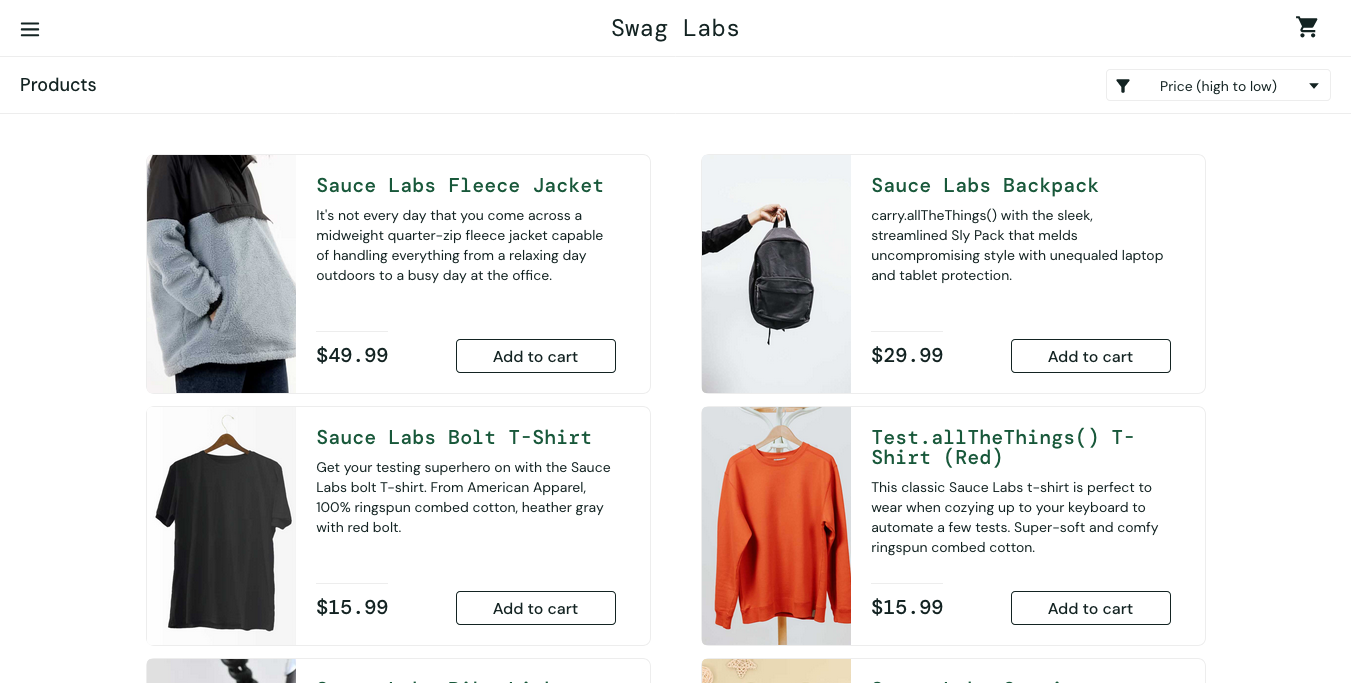 Swag Labs
Products
Price (high to low)
Sauce Labs Fleece Jacket
It's not every day that you come across a
midweight quarter-zip fleece jacket capable
of handling everything from a relaxing day
outdoors to a busy day at the office.
$49.99
Add to cart
Sauce Labs Backpack
carry.allTheThings() with the sleek,
streamlined Sly Pack that melds
uncompromising style with unequaled laptop
and tablet protection.
$29.99
Add to cart
Sauce Labs Bolt T-Shirt
Get your testing superhero on with the Sauce
Labs bolt T-shirt. From American Apparel,
100% ringspun combed cotton, heather gray
with red bolt.
$15.99
Add to cart
Test.allTheThings() T-
Shirt (Red)
This classic Sauce Labs t-shirt is perfect to
wear when cozying up to your keyboard to
automate a few tests. Super-soft and comfy
ringspun combed cotton.
$15.99
Add to cart